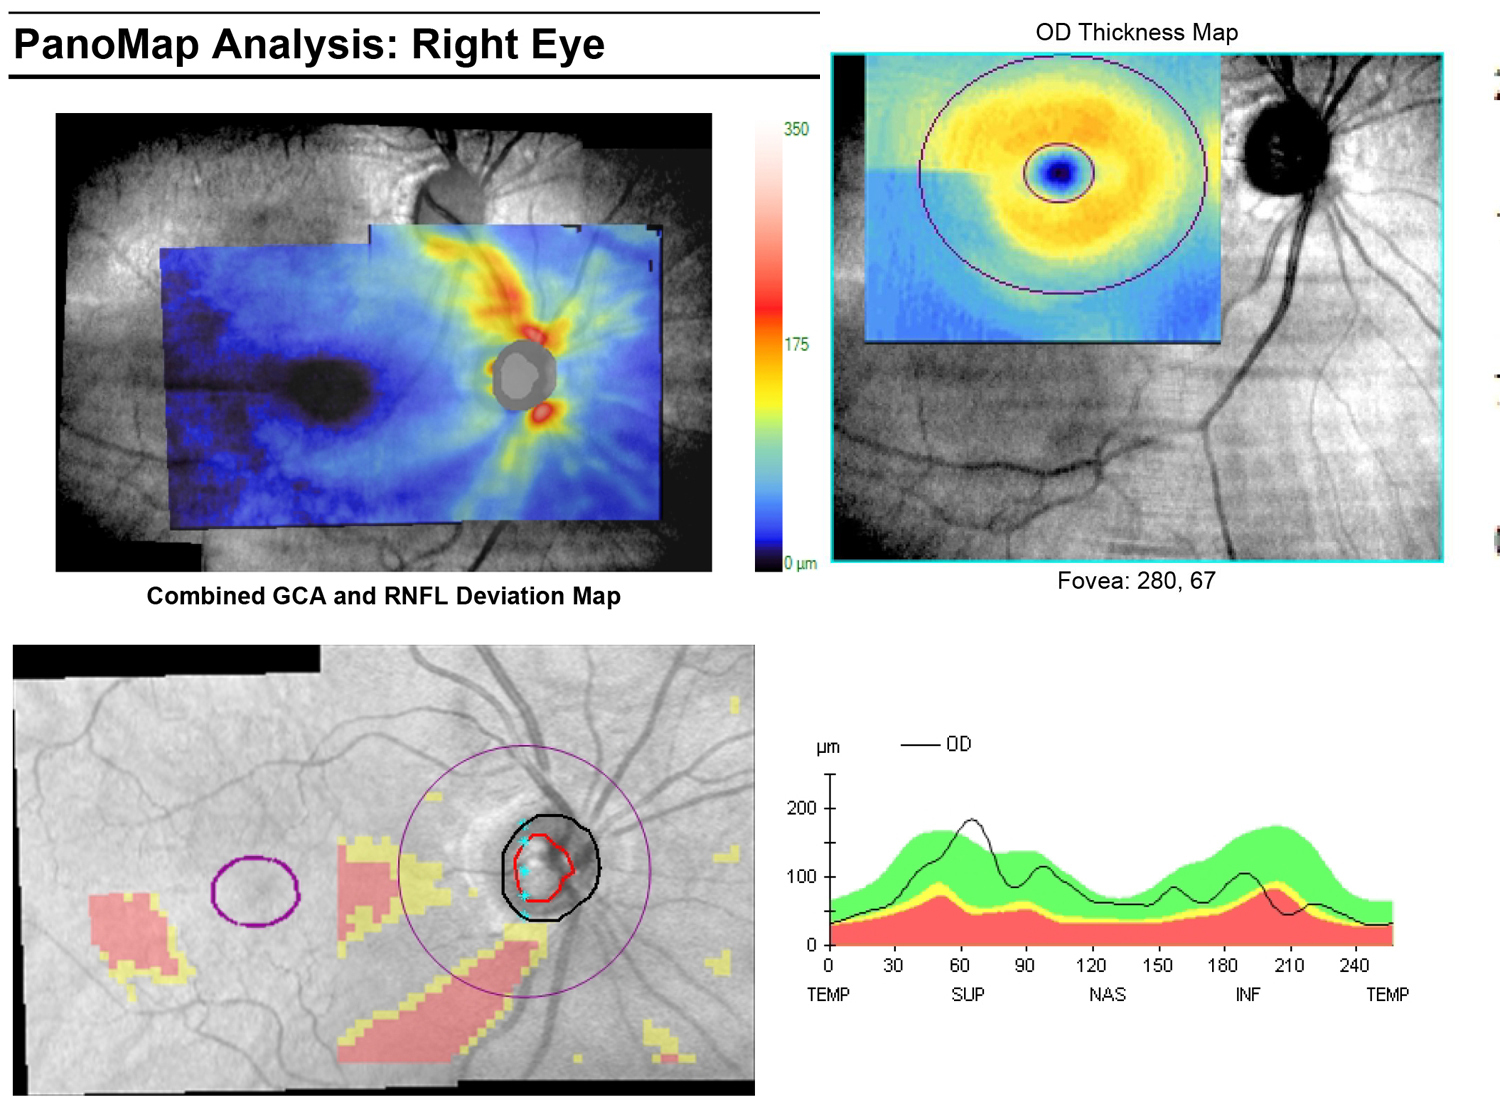 PanoMap Analysis: Right Eye
OD Thickness Map
350
175
0 µm
Fovea: 280, 67
Combined GCA and RNFL Deviation Map
µm
OD
200
100
0
0 30 60 90 120 150 180 210 240
TEMP SUP NAS INF TEMP